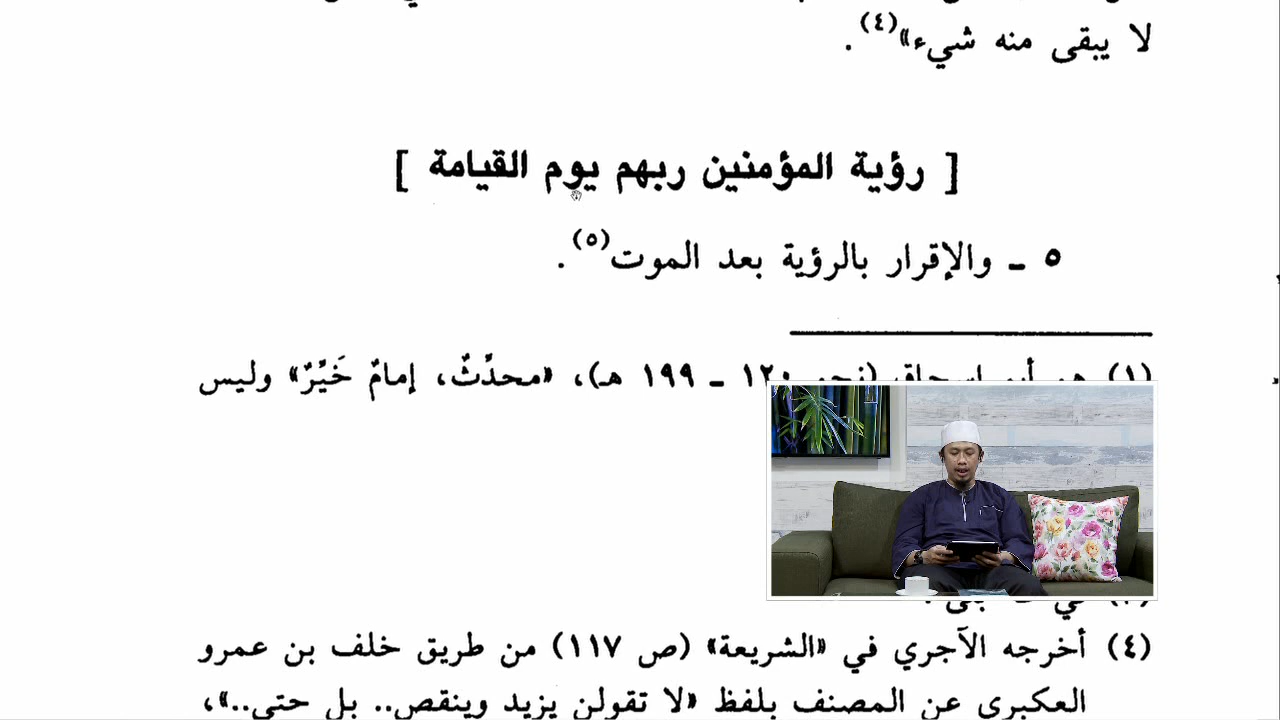 لا يبقى منه شيء»(٤).
[ رؤية المؤمنين ربهم يوم القيامة ]
٥ ـ والإقرار بالرؤية بعد الموت(٥).
(١) هو أبو إسحاق (نحو ١٢٠ ـ ١٩٩ هـ)، «محدِّثٌ، إمامٌ خَيِّرٌ» وليس
(٤) أخرجه الآجري في «الشريعة» (ص ١١٧) من طريق خلف بن عمرو
العكبري عن المصنف بلفظ «لا تقولن يزيد وينقص.. بل حتى..»،